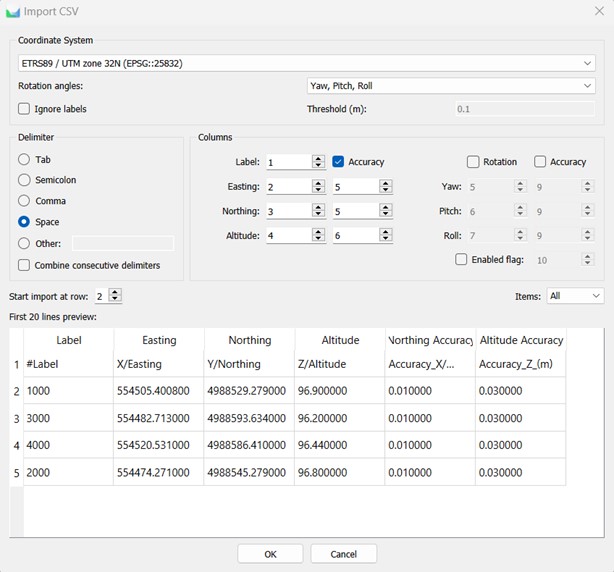 Import CSV
Coordinate System
ETRS89 / UTM zone 32N (EPSG::25832)
Rotation angles: Yaw, Pitch, Roll
Ignore labels Threshold (m): 0.1
Delimiter
Tab
Semicolon
Comma
Space
Other:
Combine consecutive delimiters
Columns
Label: 1 Accuracy Rotation Accuracy
Easting: 2 5 Yaw: 5 9
Northing: 3 5 Pitch: 6 9
Altitude: 4 6 Roll: 7 9
Enabled flag: 10
Start import at row: 2 Items: All
First 20 lines preview:
Label Easting Northing Altitude Northing Accuracy Altitude Accuracy
1 #Label X/Easting Y/Northing Z/Altitude Accuracy_X/... Accuracy_Z_(m)
2 1000 554505.400800 4988529.279000 96.900000 0.010000 0.030000
3 3000 554482.713000 4988593.634000 96.200000 0.010000 0.030000
4 4000 554520.531000 4988586.410000 96.440000 0.010000 0.030000
5 2000 554474.271000 4988545.279000 96.800000 0.010000 0.030000
OK Cancel